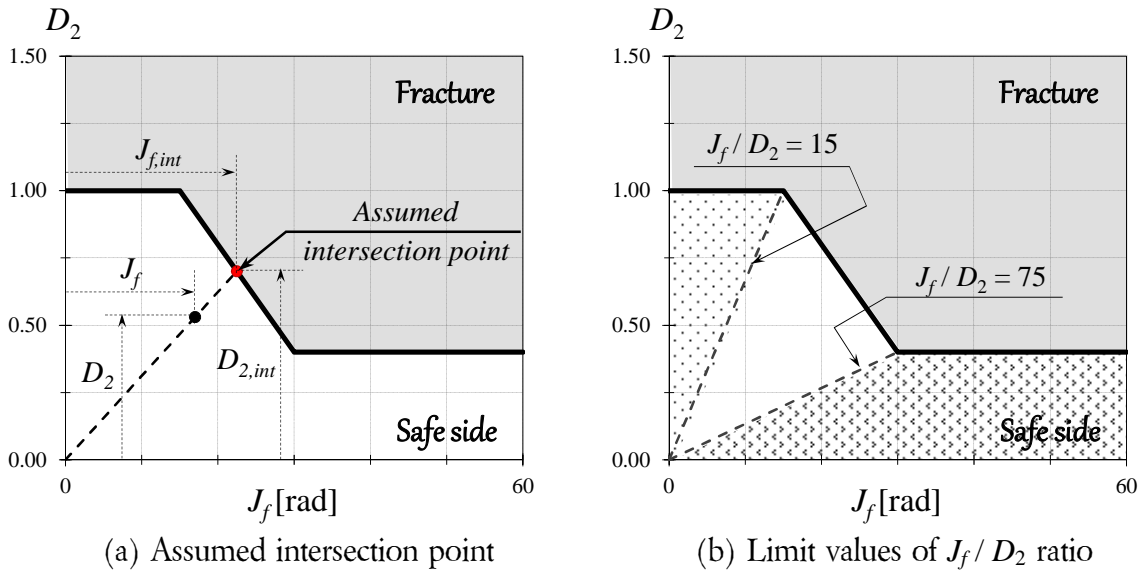 D2
1.50
Fracture
Jf,int
1.00
Assumed
intersection point
Jf
0.50
D2
D2,int
Safe side
0.00
0
60
Jf [rad]
(a) Assumed intersection point
D2
1.50
Fracture
Jf / D2 = 15
1.00
Jf / D2 = 75
0.50
Safe side
0.00
0
60
Jf [rad]
(b) Limit values of Jf / D2 ratio